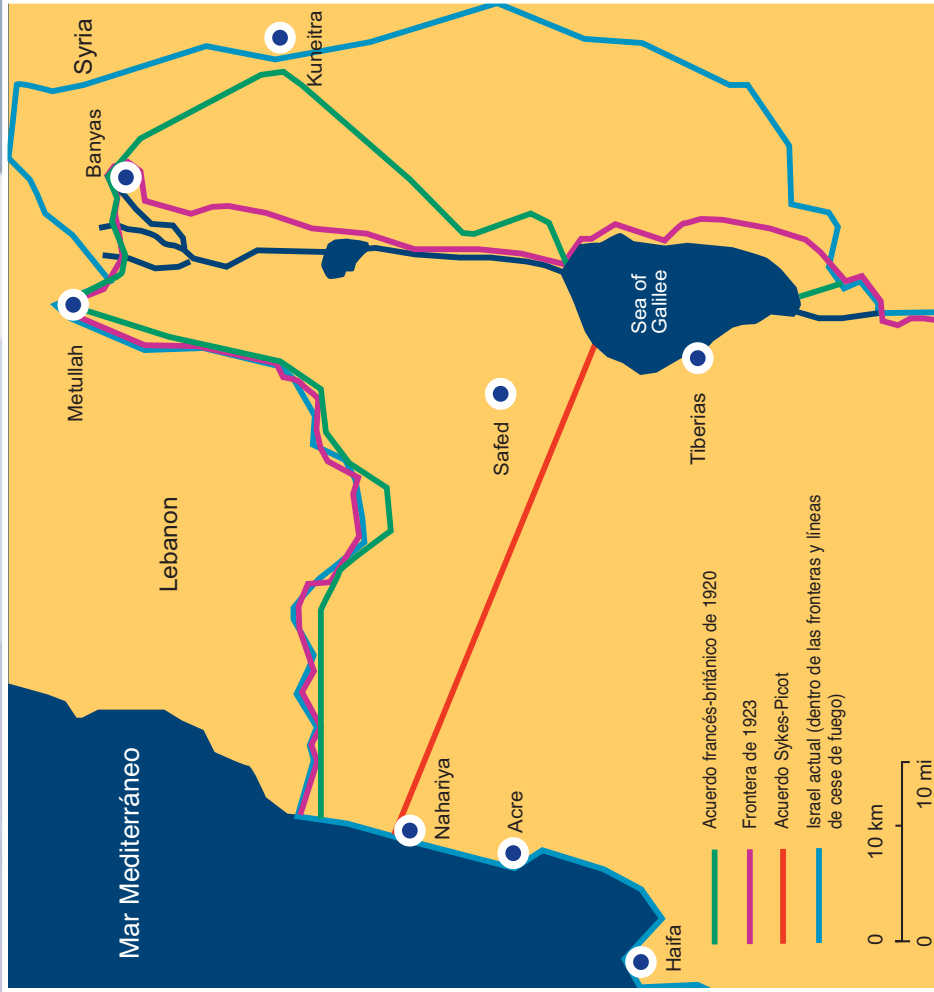 Syria
Kuneitra
Banyas
Metullah
Lebanon
Mar Mediterráneo
Sea of
Galilee
Safed
Tiberias
Nahariya
Acre
Haifa
Acuerdo francés-británico de 1920
Frontera de 1923
Acuerdo Sykes-Picot
Israel actual (dentro de las fronteras y líneas
de cese de fuego)
0 10 km
0 10 mi